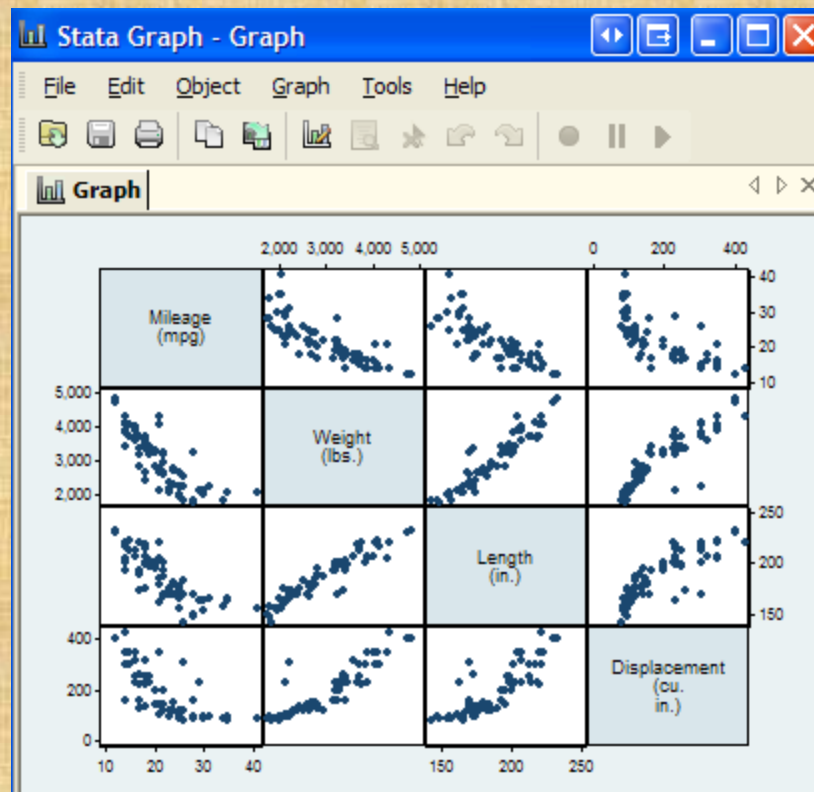 Stata Graph - Graph
File Edit Object Graph Tools Help
Graph
2,000 3,000 4,000 5,000 0 200 400
Mileage
(mpg)
40
30
20
10
5,000
4,000
3,000
2,000
Weight
(lbs.)
Length
(in.)
250
200
150
400
200
0
Displacement
(cu.
in.)
10 20 30 40 150 200 250